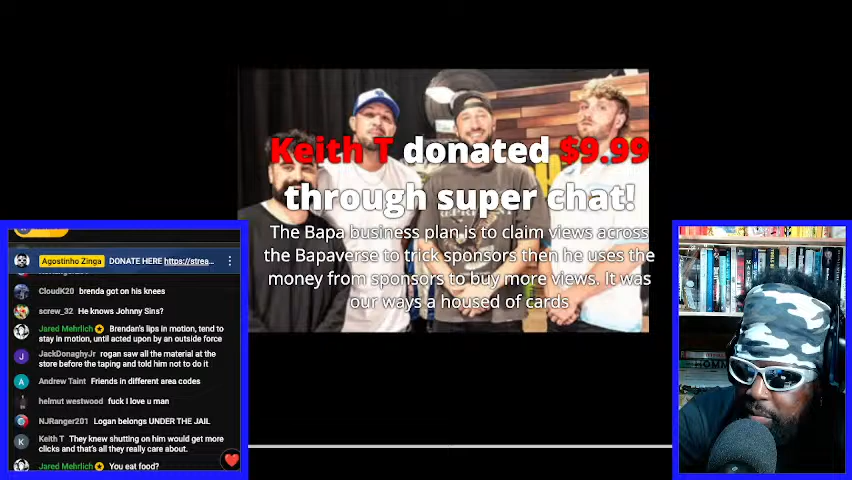 Keith T donated $9.99
through super chat!
The Bapa business plan is to claim views across
the Bapaverse to trick sponsors then he uses the
money from sponsors to buy more views. It was
our ways a housed of cards
Agostinho Zinga DONATE HERE https://strea...
CloudK20 brenda got on his knees
screw_32 He knows Johnny Sins?
Jared Mehrlich Brendan's lips in motion, tend to
stay in motion, until acted upon by an outside force
JackDonaghyJr rogan saw all the material at the
store before the taping and told him not to do it
Andrew Taint Friends in different area codes
helmut westwood fuck I love u man
NJRanger201 Logan belongs UNDER THE JAIL
Keith T They knew shutting on him would get more
clicks and that's all they really care about.
Jared Mehrlich You eat food?